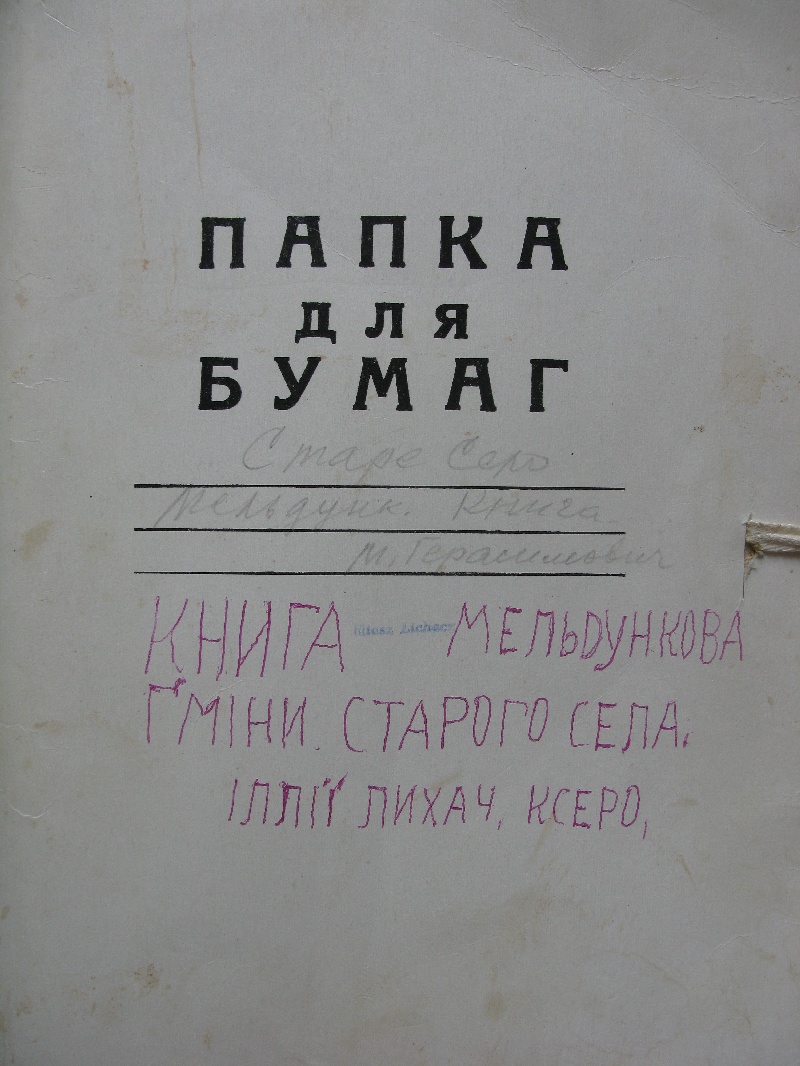 ПАПКА
для
БУМАГ
Старе Село
Мельдунк. Книга
М. Герасимович
КНИГА МЕЛЬДУНКОВА
ҐМІНИ. СТАРОГО СЕЛА.
ІЛЛІЇ ЛИХАЧ, КСЕРО,